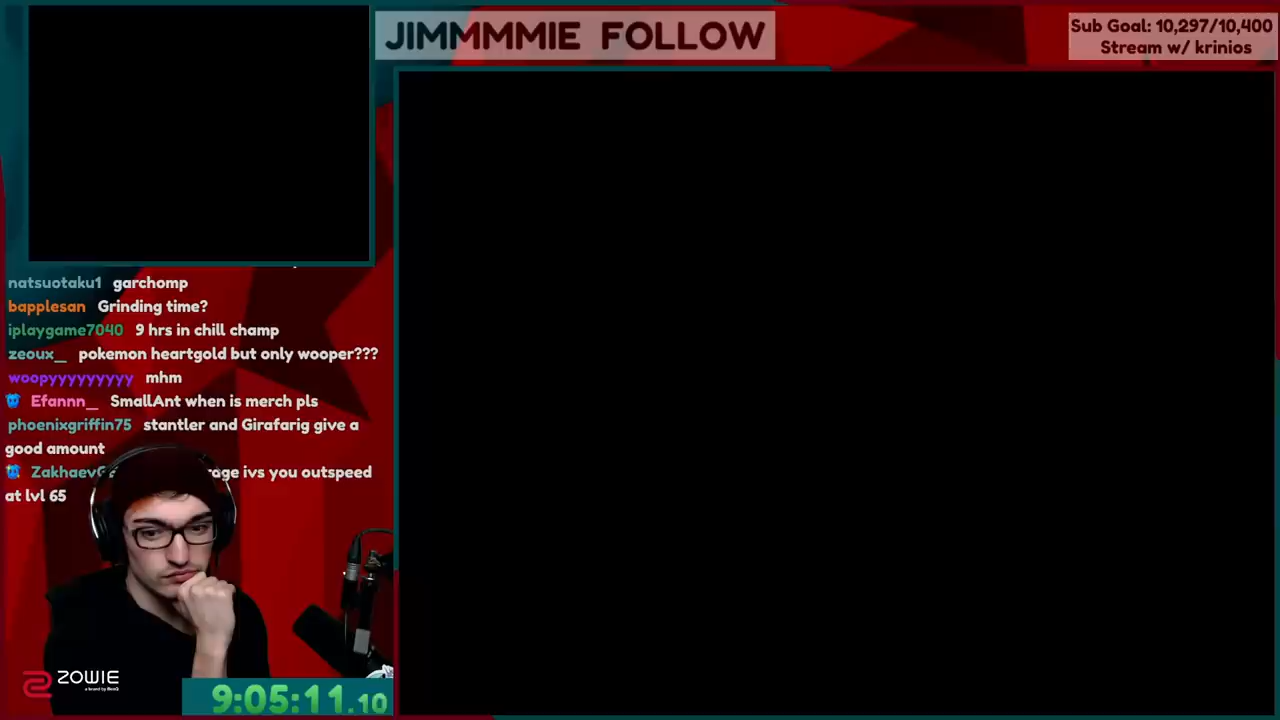 JIMMMMIE FOLLOW
Sub Goal: 10,297/10,400
Stream w/ krinios
natsuotaku1 garchomp
bapplesan Grinding time?
iplaygame7040 9 hrs in chill champ
zeoux__ pokemon heartgold but only wooper???
woopyyyyyyyyy mhm
Efannn_ SmallAnt when is merch pls
phoenixgriffin75 stantler and Girafarig give a
good amount
ivs you outspeed
at lvl 65
ZOWIE
9:05:11.10